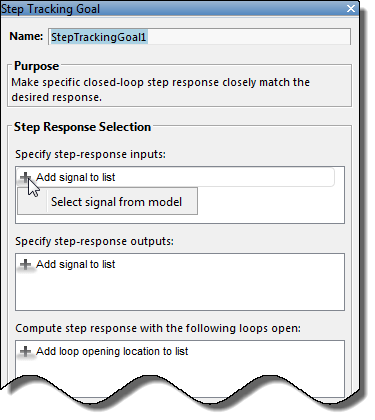 Step Tracking Goal
Name: StepTrackingGoal1
Purpose
Make specific closed-loop step response closely match the
desired response.
Step Response Selection
Specify step-response inputs:
Add signal to list
Select signal from model
Specify step-response outputs:
Add signal to list
Compute step response with the following loops open:
Add loop opening location to list